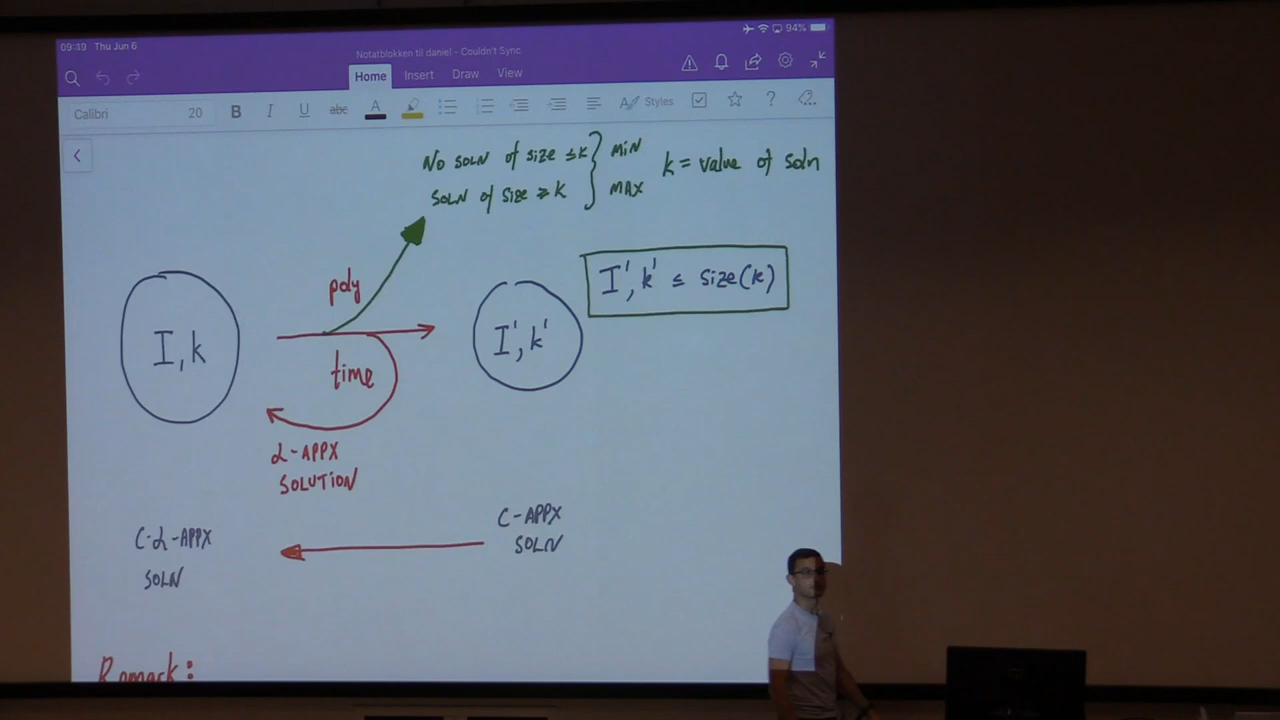 09:49 Thu Jun 6
94%
Notatblokken til daniel - Couldn't Sync
Home Insert Draw View
Calibri 20 B I U abc A Styles
No soln of size ≤ k } MIN
soln of size ≥ k } MAX
k = value of soln
poly
time
I, k
I', k'
I', k' ≤ size(k)
α-APPX
SOLUTION
C-APPX
SOLN
C·α-APPX
SOLN
Remark: